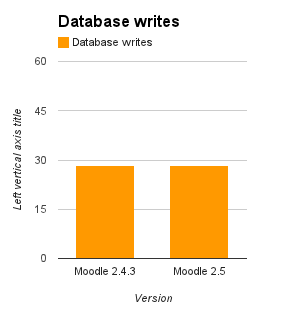 Database writes
Database writes
60
45
30
15
0
Left vertical axis title
Moodle 2.4.3 Moodle 2.5
Version